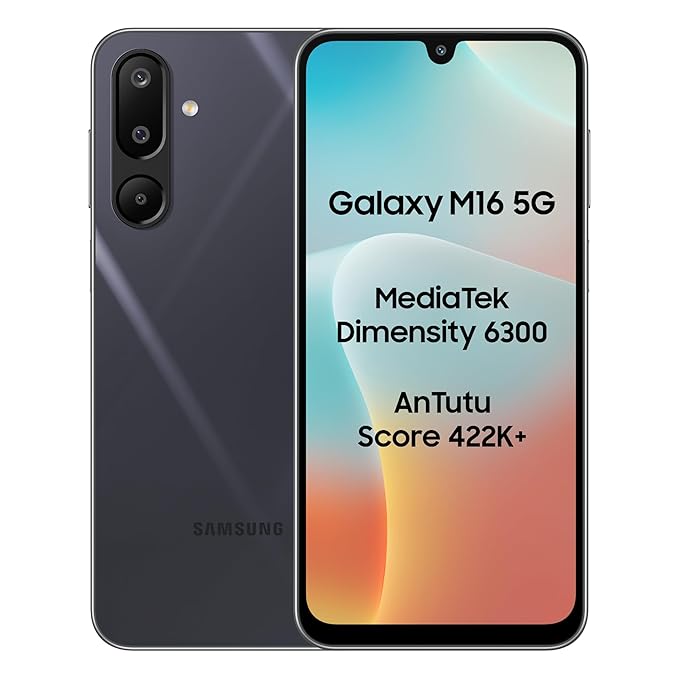 Galaxy M16 5G
MediaTek
Dimensity 6300
AnTutu
Score 422K+
SAMSUNG